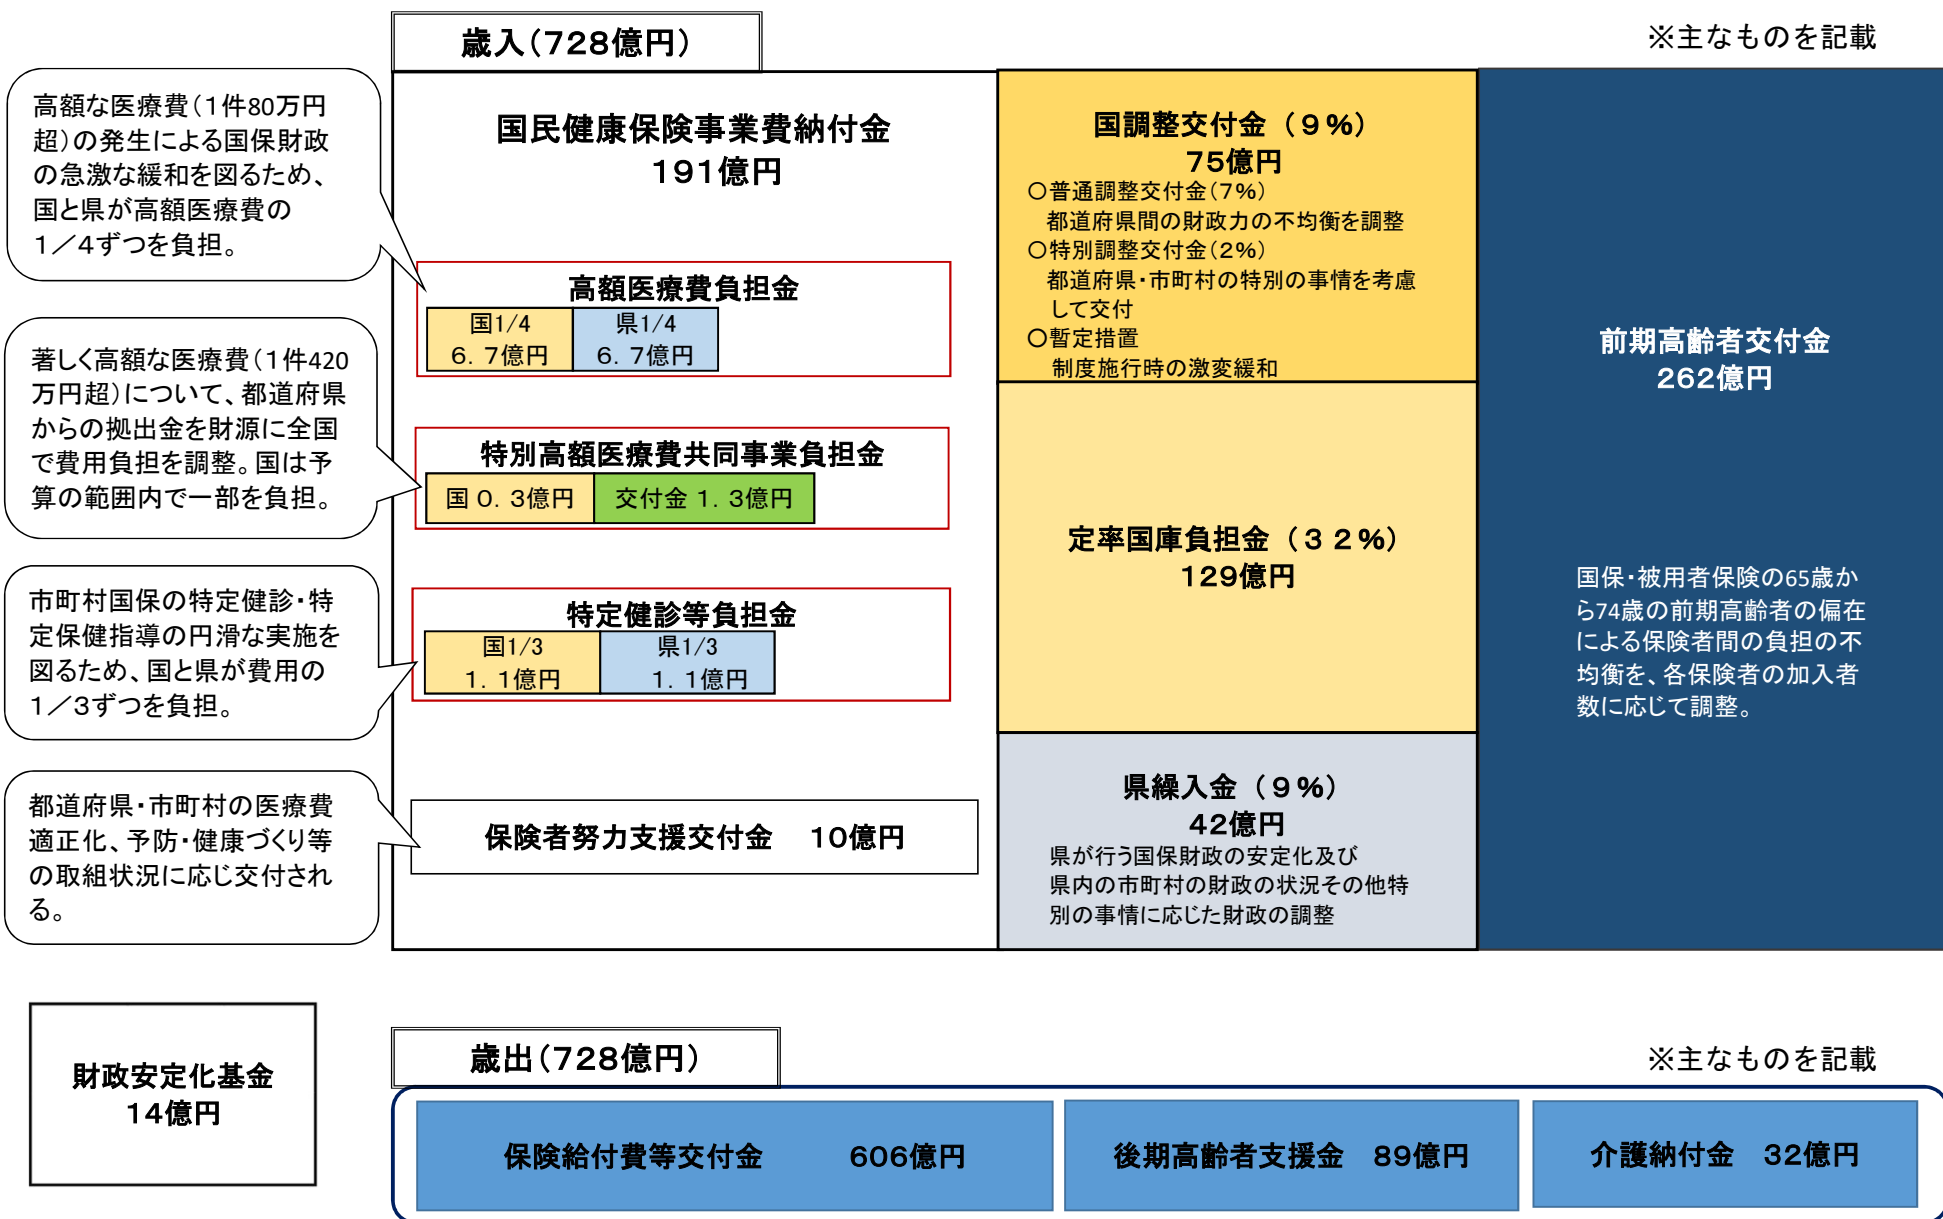 歳入(728億円)
※主なものを記載
高額な医療費(1件80万円
超)の発生による国保財政
の急激な緩和を図るため、
国と県が高額医療費の
1/4ずつを負担。
著しく高額な医療費(1件420
万円超)について、都道府県
からの拠出金を財源に全国
で費用負担を調整。国は予
算の範囲内で一部を負担。
市町村国保の特定健診・特
定保健指導の円滑な実施を
図るため、国と県が費用の
1/3ずつを負担。
都道府県・市町村の医療費
適正化、予防・健康づくり等
の取組状況に応じ交付され
る。
国民健康保険事業費納付金
191億円
高額医療費負担金
国1/4
6.7億円
県1/4
6.7億円
特別高額医療費共同事業負担金
国 0.3億円
交付金 1.3億円
特定健診等負担金
国1/3
1.1億円
県1/3
1.1億円
保険者努力支援交付金 10億円
国調整交付金(9%)
75億円
○普通調整交付金(7%)
都道府県間の財政力の不均衡を調整
○特別調整交付金(2%)
都道府県・市町村の特別の事情を考慮
して交付
○暫定措置
制度施行時の激変緩和
定率国庫負担金(32%)
129億円
県繰入金(9%)
42億円
県が行う国保財政の安定化及び
県内の市町村の財政の状況その他特
別の事情に応じた財政の調整
前期高齢者交付金
262億円
国保・被用者保険の65歳か
ら74歳の前期高齢者の偏在
による保険者間の負担の不
均衡を、各保険者の加入者
数に応じて調整。
財政安定化基金
14億円
歳出(728億円)
※主なものを記載
保険給付費等交付金 606億円
後期高齢者支援金 89億円
介護納付金 32億円